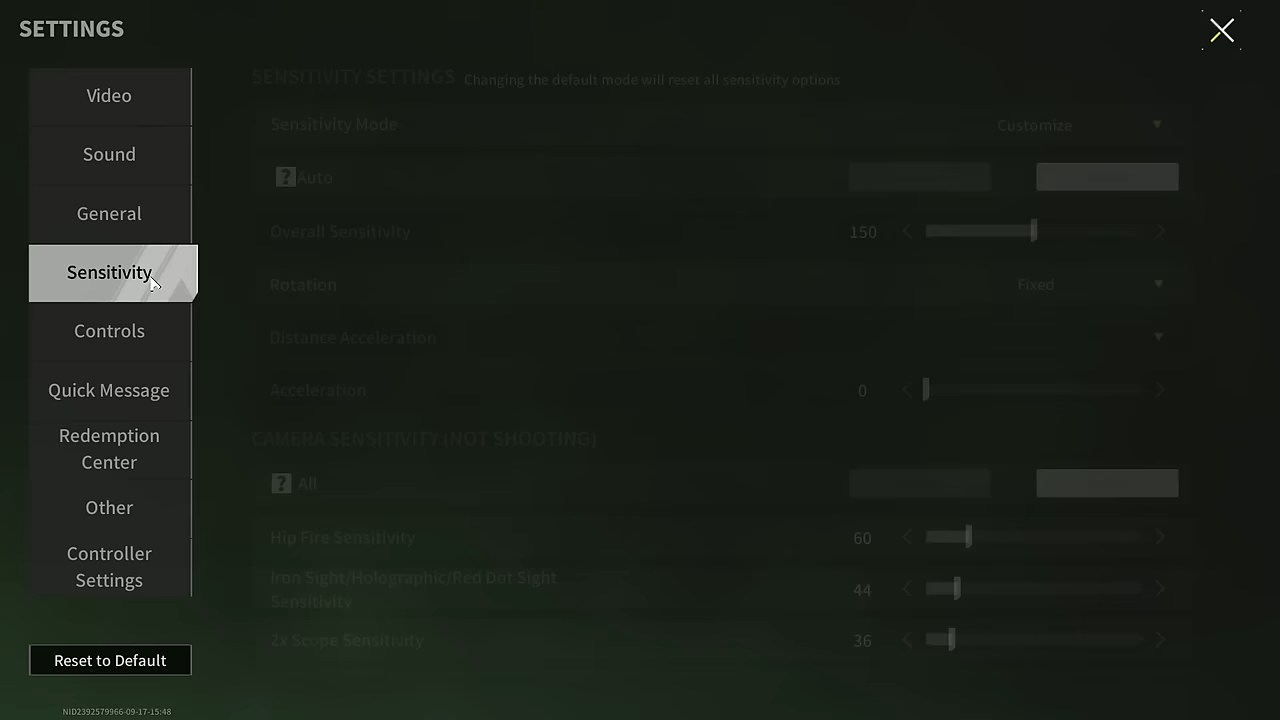 SETTINGS
Video
Sound
General
Sensitivity
Controls
Quick Message
Redemption
Center
Other
Controller
Settings
Reset to Default
NID2392579966-09-17-15:48
SENSITIVITY SETTINGS Changing the default mode will reset all sensitivity options
Sensitivity Mode Customize
? Auto
Overall Sensitivity 150
Rotation Fixed
Distance Acceleration
Acceleration 0
CAMERA SENSITIVITY (NOT SHOOTING)
? All
Hip Fire Sensitivity 60
Iron Sight/Holographic/Red Dot Sight
Sensitivity 44
2x Scope Sensitivity 36